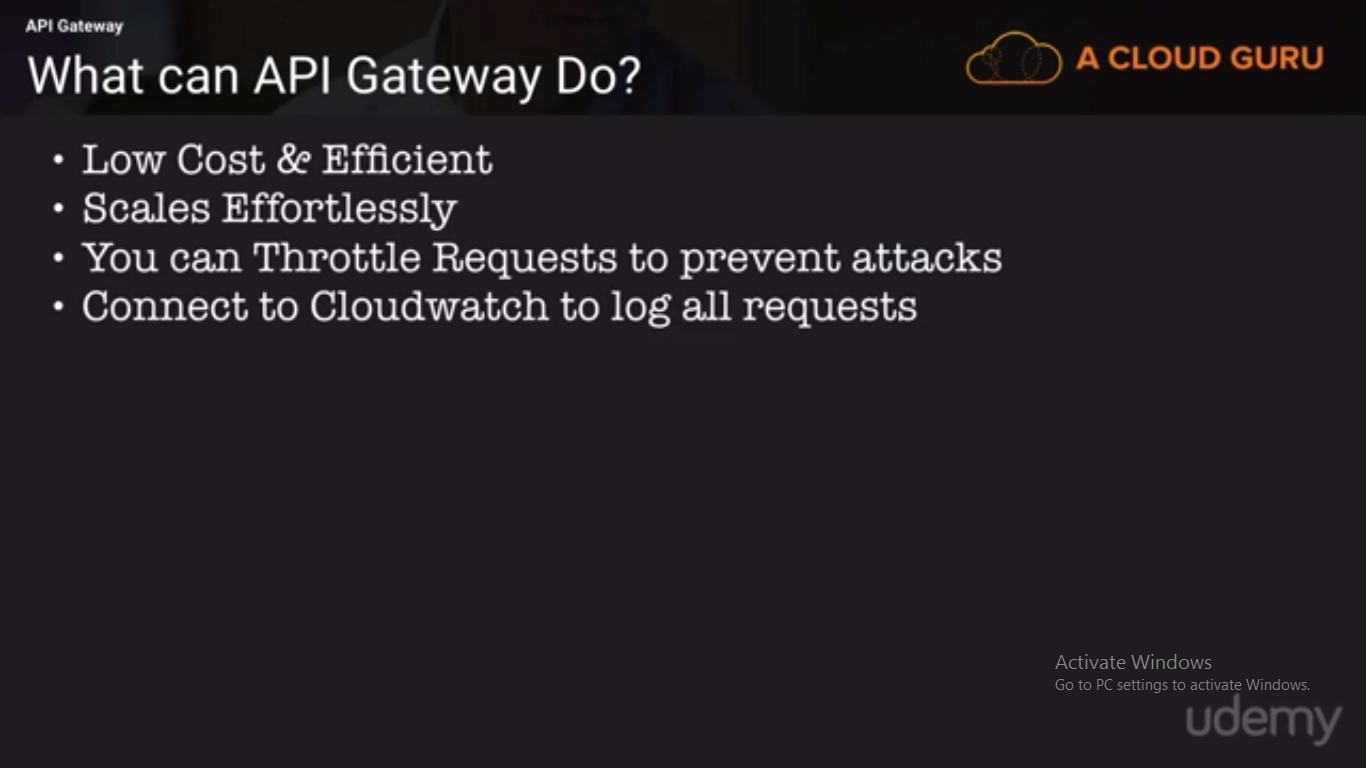 API Gateway
What can API Gateway Do?
A CLOUD GURU
• Low Cost & Efficient
• Scales Effortlessly
• You can Throttle Requests to prevent attacks
• Connect to Cloudwatch to log all requests
Activate Windows
Go to PC settings to activate Windows.
udemy